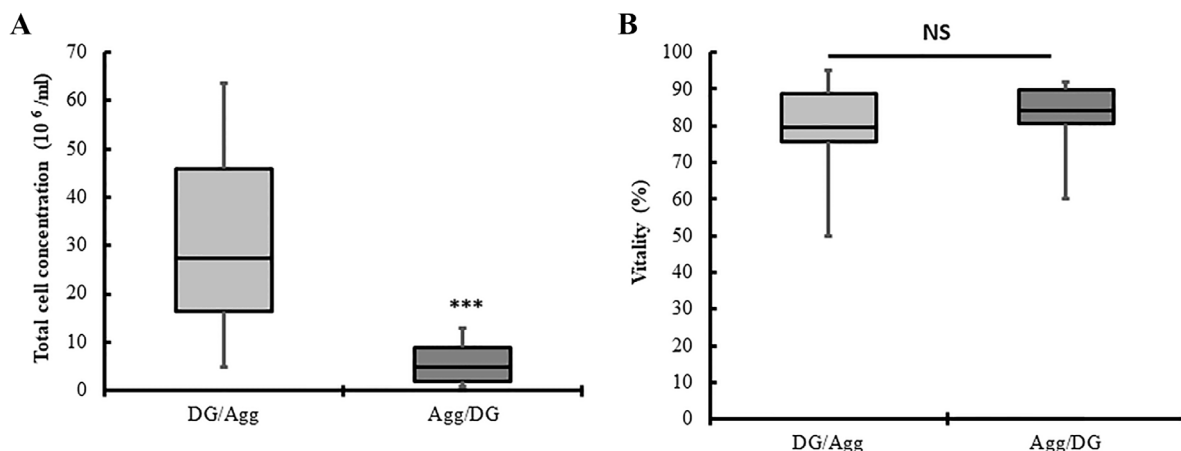 A
Total cell concentration (10 ⁶ /ml)
70
60
50
40
30
20
10
0
***
DG/Agg Agg/DG
B
NS
Vitality (%)
100
90
80
70
60
50
40
30
20
10
0
DG/Agg Agg/DG